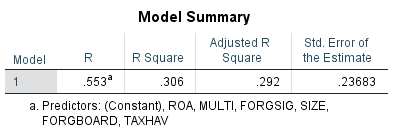 Model Summary
Model R R Square Adjusted R Square Std. Error of the Estimate
1 .553a .306 .292 .23683
a. Predictors: (Constant), ROA, MULTI, FORGSIG, SIZE,
FORGBOARD, TAXHAV